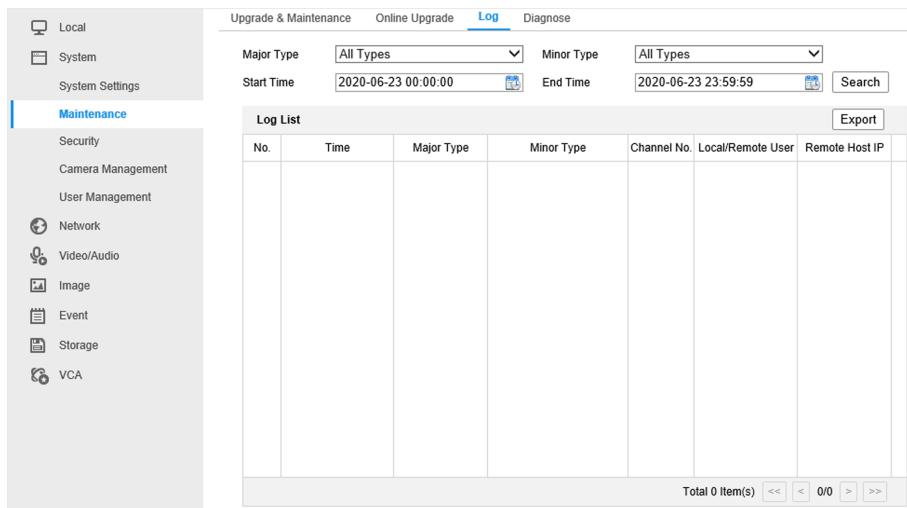 Upgrade & Maintenance Online Upgrade Log Diagnose
Local
System
System Settings
Maintenance
Security
Camera Management
User Management
Network
Video/Audio
Image
Event
Storage
VCA
Major Type All Types Minor Type All Types
Start Time 2020-06-23 00:00:00 End Time 2020-06-23 23:59:59 Search
Log List Export
No. Time Major Type Minor Type Channel No. Local/Remote User Remote Host IP
Total 0 Item(s) << < 0/0 > >>